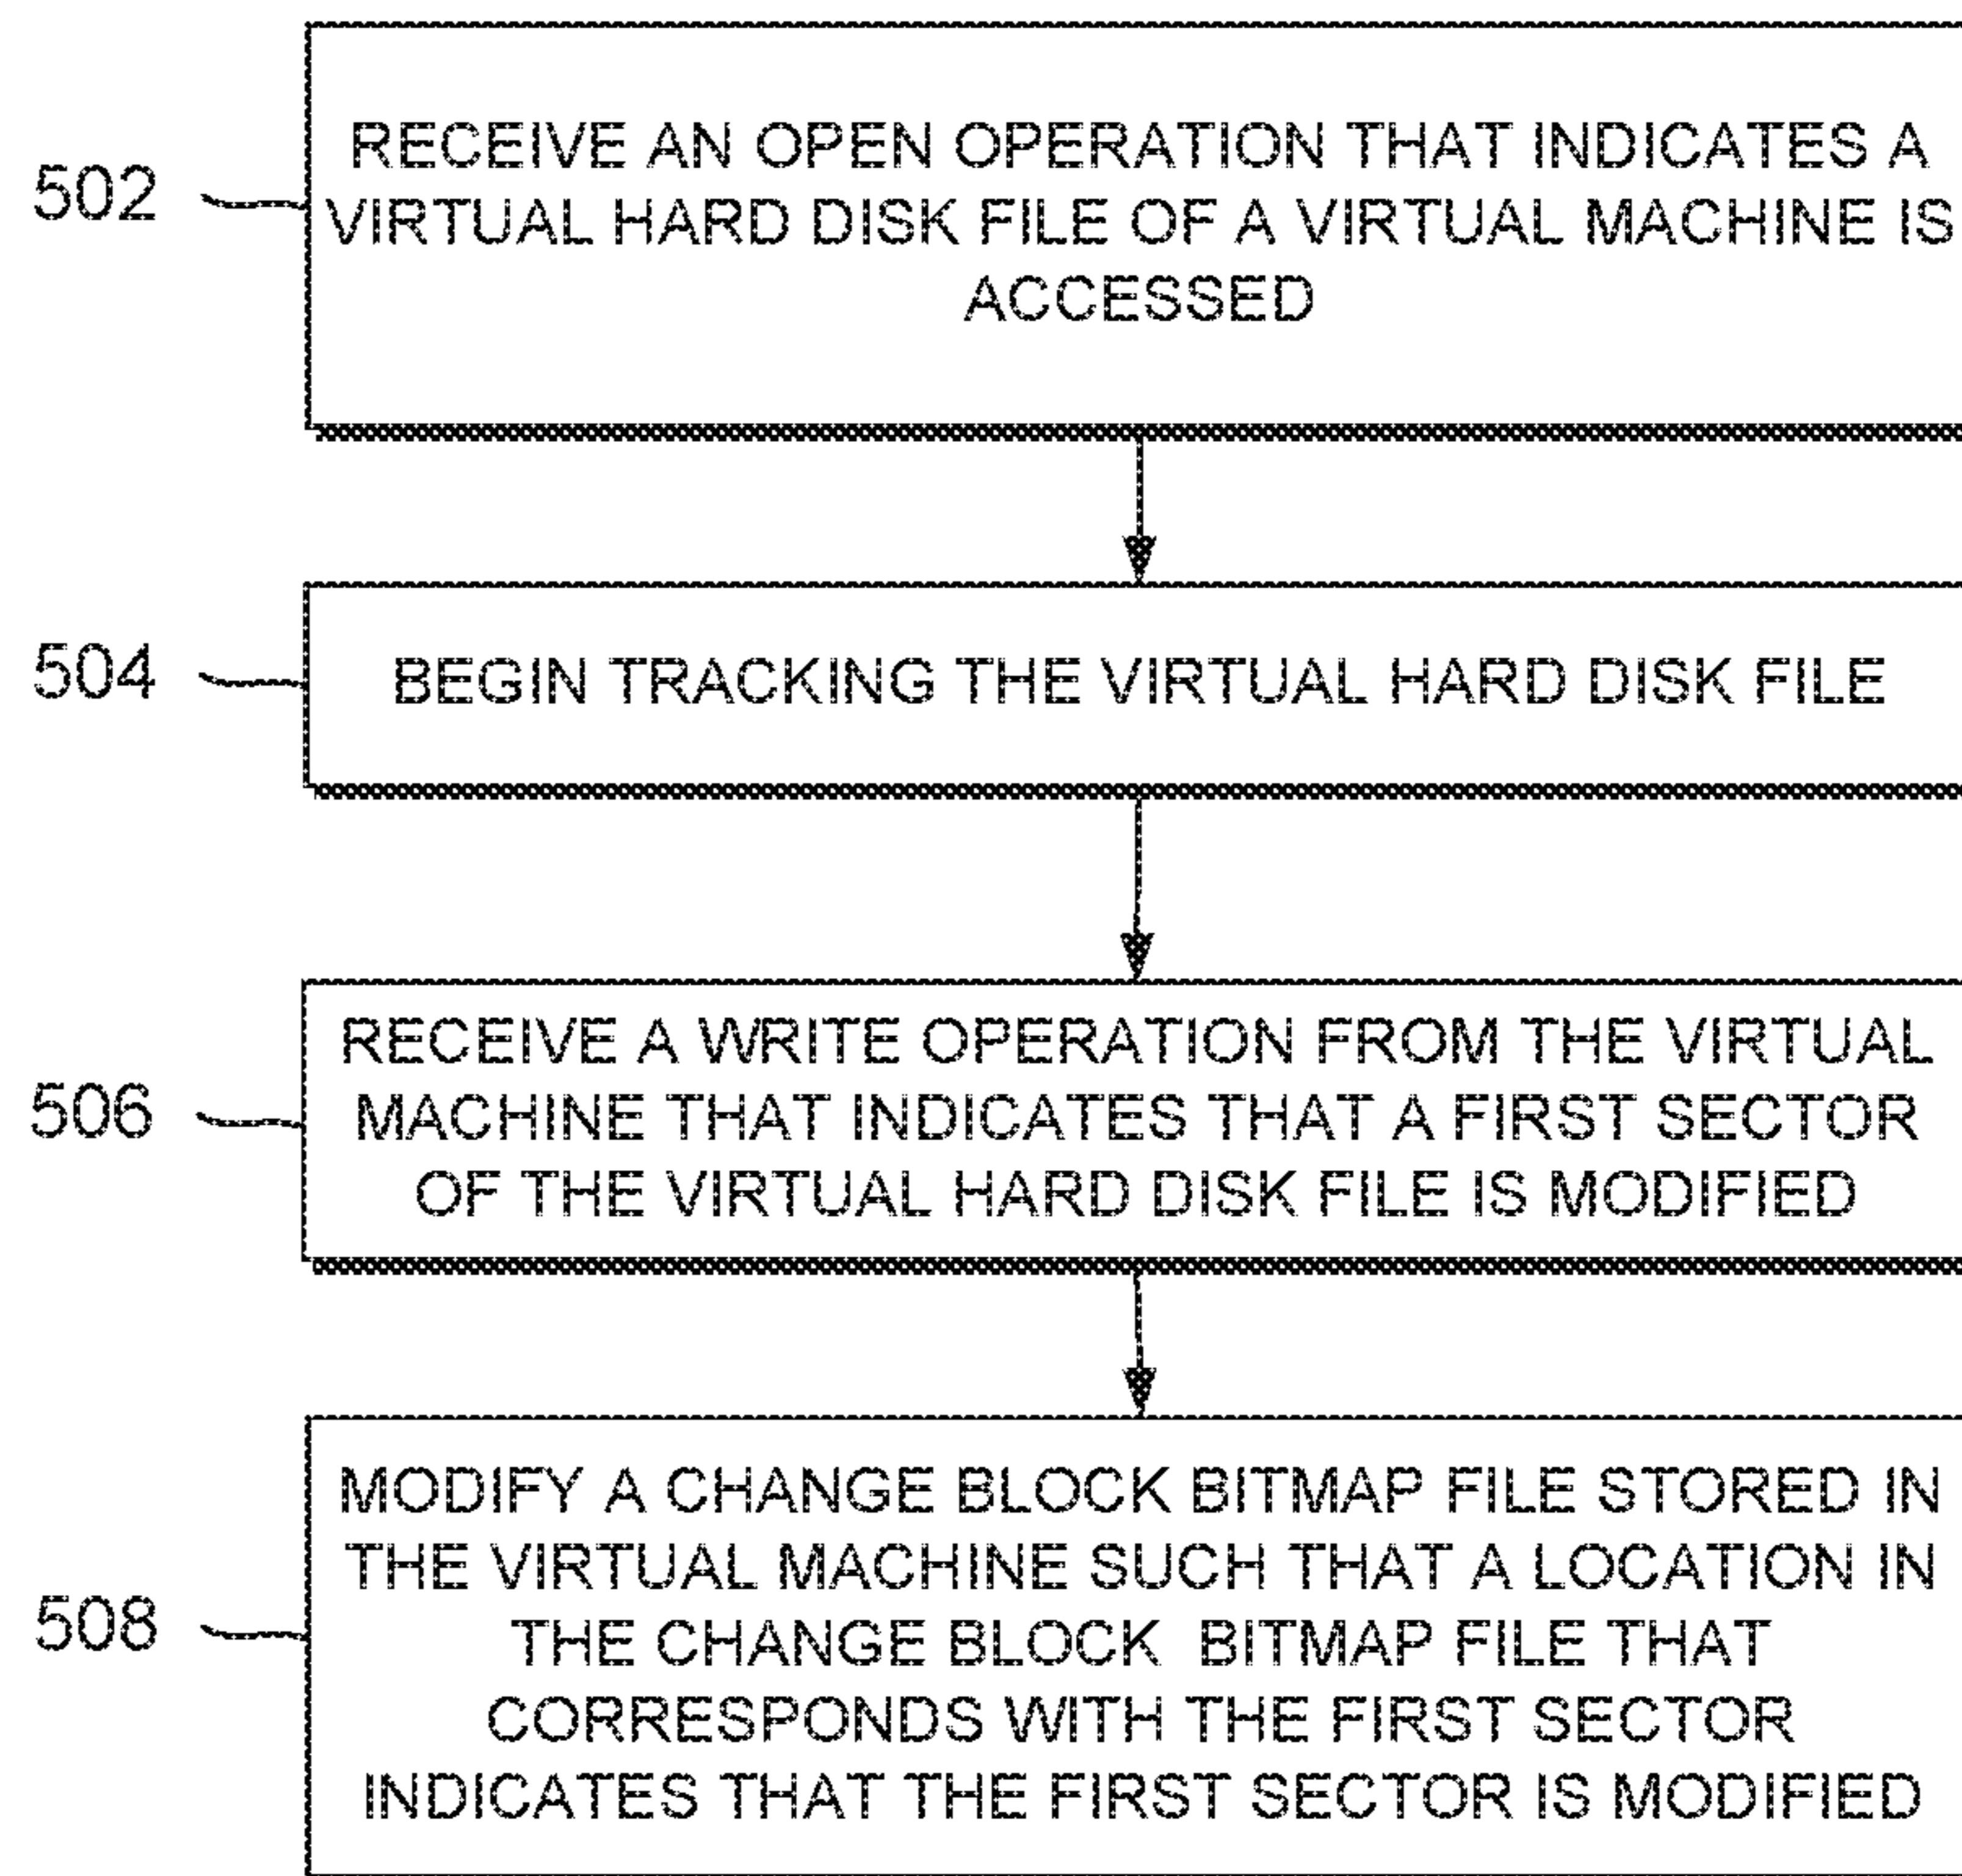 RECEIVE AN OPEN OPERATION THAT INDICATES A
502
VIRTUAL HARD DISK FILE OF A VIRTUAL MACHINE IS
ACCESSED
504
BEGIN TRACKING THE VIRTUAL HARD DISK FILE
RECEIVE A WRITE OPERATION FROM THE VIRTUAL
506
MACHINE THAT INDICATES THAT A FIRST SECTOR
OF THE VIRTUAL HARD DISK FILE IS MODIFIED
MODIFY A CHANGE BLOCK BITMAP FILE STORED IN
THE VIRTUAL MACHINE SUCH THAT A LOCATION IN
508
THE CHANGE BLOCK BITMAP FILE THAT
CORRESPONDS WITH THE FIRST SECTOR
INDICATES THAT THE FIRST SECTOR IS MODIFIED